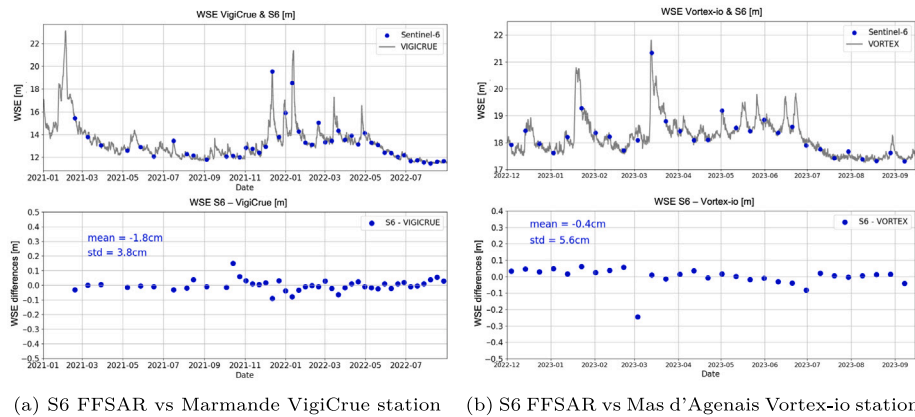 WSE VigiCrue & S6 [m]
Sentinel-6
VIGICRUE
WSE [m]
22
20
18
16
14
12
2021-01 2021-03 2021-05 2021-07 2021-09 2021-11 2022-01 2022-03 2022-05 2022-07
Date
WSE S6 – VigiCrue [m]
S6 - VIGICRUE
mean = -1.8cm
std = 3.8cm
WSE differences [m]
0.5
0.4
0.3
0.2
0.1
0.0
−0.1
−0.2
−0.3
−0.4
−0.5
2021-01 2021-03 2021-05 2021-07 2021-09 2021-11 2022-01 2022-03 2022-05 2022-07
Date
(a) S6 FFSAR vs Marmande VigiCrue station
WSE Vortex-io & S6 [m]
Sentinel-6
VORTEX
WSE [m]
22
21
20
19
18
17
2022-12 2023-01 2023-02 2023-03 2023-04 2023-05 2023-06 2023-07 2023-08 2023-09
Date
WSE S6 – Vortex-io [m]
S6 - VORTEX
mean = -0.4cm
std = 5.6cm
WSE differences [m]
0.4
0.3
0.2
0.1
0.0
−0.1
−0.2
−0.3
−0.4
−0.5
2022-12 2023-01 2023-02 2023-03 2023-04 2023-05 2023-06 2023-07 2023-08 2023-09
Date
(b) S6 FFSAR vs Mas d'Agenais Vortex-io station